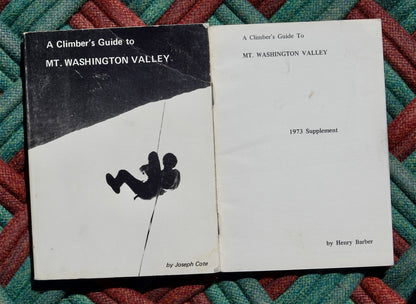 A Climber's Guide to
MT. WASHINGTON VALLEY
by Joseph Cote
A Climber's Guide To
MT. WASHINGTON VALLEY
1973 Supplement
by Henry Barber